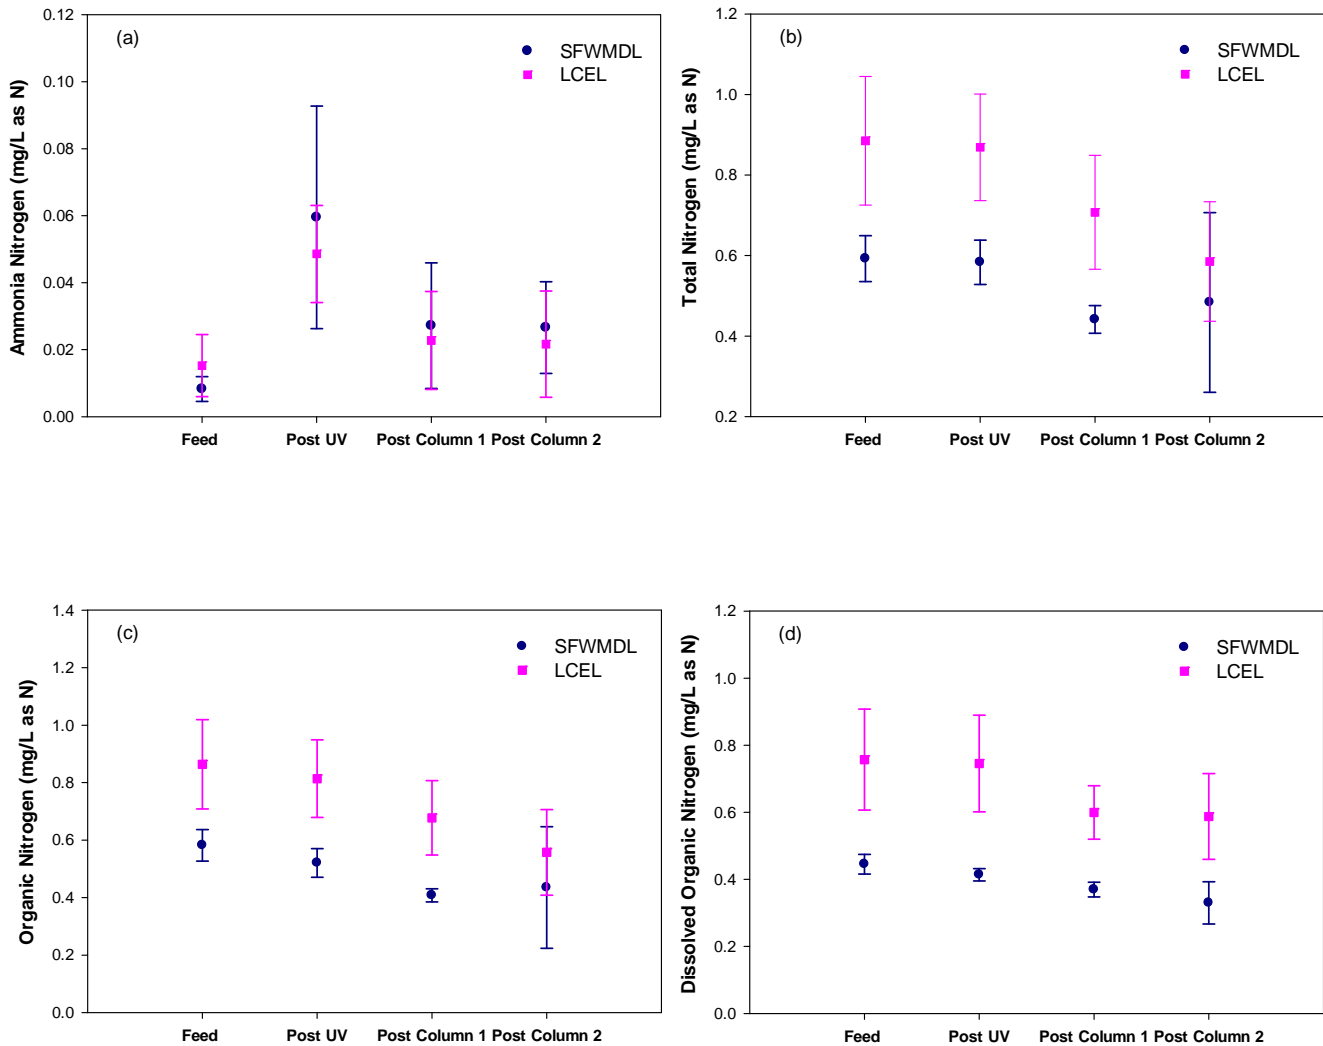 (a)
SFWMDL
LCEL
Ammonia Nitrogen (mg/L as N)
0.12
0.10
0.08
0.06
0.04
0.02
0.00
Feed Post UV Post Column 1 Post Column 2
(b)
SFWMDL
LCEL
Total Nitrogen (mg/L as N)
1.2
1.0
0.8
0.6
0.4
0.2
Feed Post UV Post Column 1 Post Column 2
(c)
SFWMDL
LCEL
Organic Nitrogen (mg/L as N)
1.4
1.2
1.0
0.8
0.6
0.4
0.2
0.0
Feed Post UV Post Column 1 Post Column 2
(d)
SFWMDL
LCEL
Dissolved Organic Nitrogen (mg/L as N)
1.2
1.0
0.8
0.6
0.4
0.2
0.0
Feed Post UV Post Column 1 Post Column 2